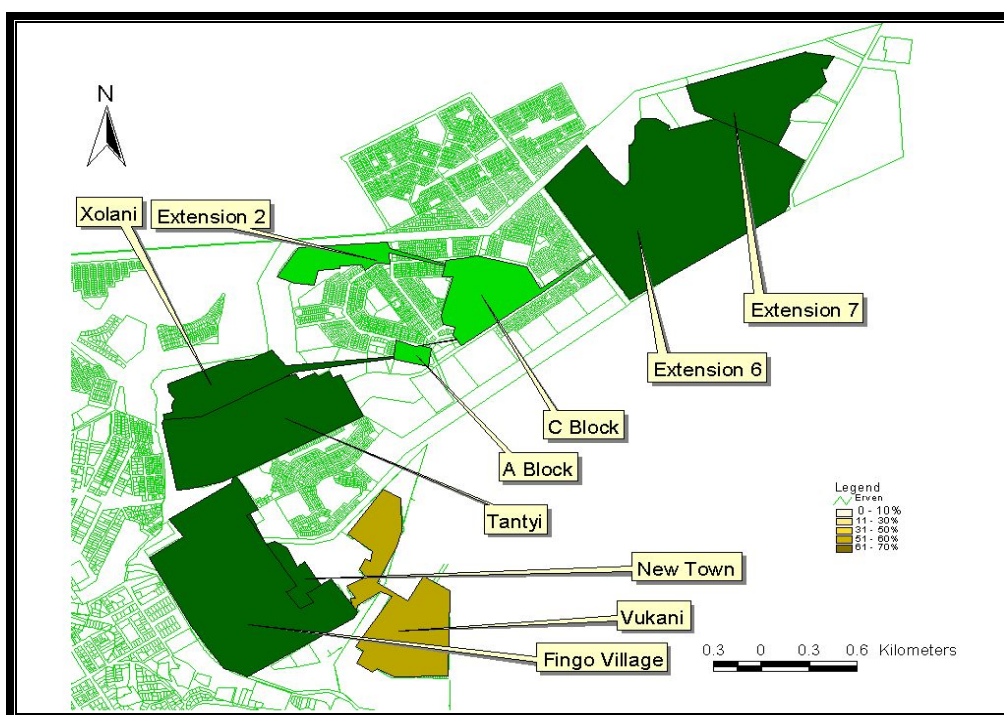 N
Xolani
Extension 2
Extension 7
Extension 6
C Block
A Block
Tantyi
Legend
Erven
0 - 10%
11 - 30%
31 - 50%
51 - 60%
61 - 70%
New Town
Vukani
Fingo Village
0.3 0 0.3 0.6 Kilometers